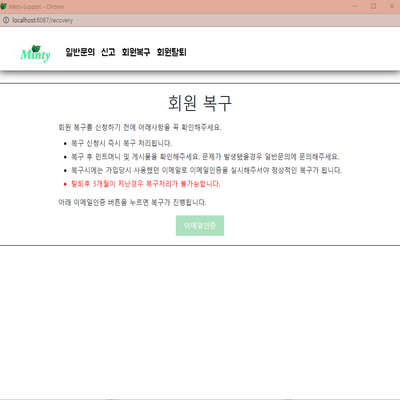 Minty-Support - Chrome
localhost:8087/recovery
Minty 일반문의 신고 회원복구 회원탈퇴
회원 복구
회원 복구를 신청하기 전에 아래사항을 꼭 확인해주세요.
복구 신청시 즉시 복구 처리됩니다.
복구 후 민트머니 및 게시물을 확인해주세요. 문제가 발생됐을경우 일반문의에 문의해주세요.
복구시에는 가입당시 사용했던 이메일로 이메일인증을 실시해주셔야 정상적인 복구가 됩니다.
탈퇴후 3개월이 지난경우 복구처리가 불가능합니다.
아래 이메일인증 버튼을 누르면 복구가 진행됩니다.
이메일인증